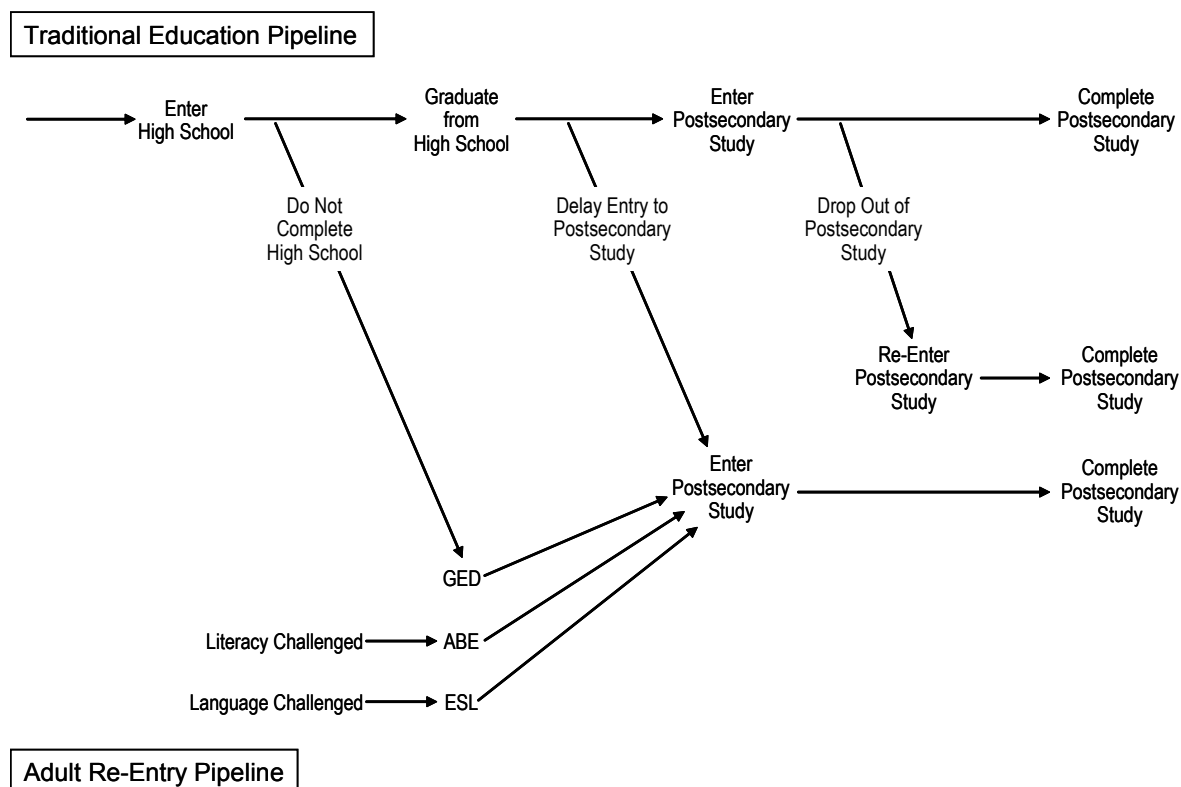 Traditional Education Pipeline
Enter
High School
Graduate
from
High School
Enter
Postsecondary
Study
Complete
Postsecondary
Study
Do Not
Complete
High School
Delay Entry to
Postsecondary
Study
Drop Out of
Postsecondary
Study
Re-Enter
Postsecondary
Study
Complete
Postsecondary
Study
Enter
Postsecondary
Study
Complete
Postsecondary
Study
GED
Literacy Challenged
ABE
Language Challenged
ESL
Adult Re-Entry Pipeline